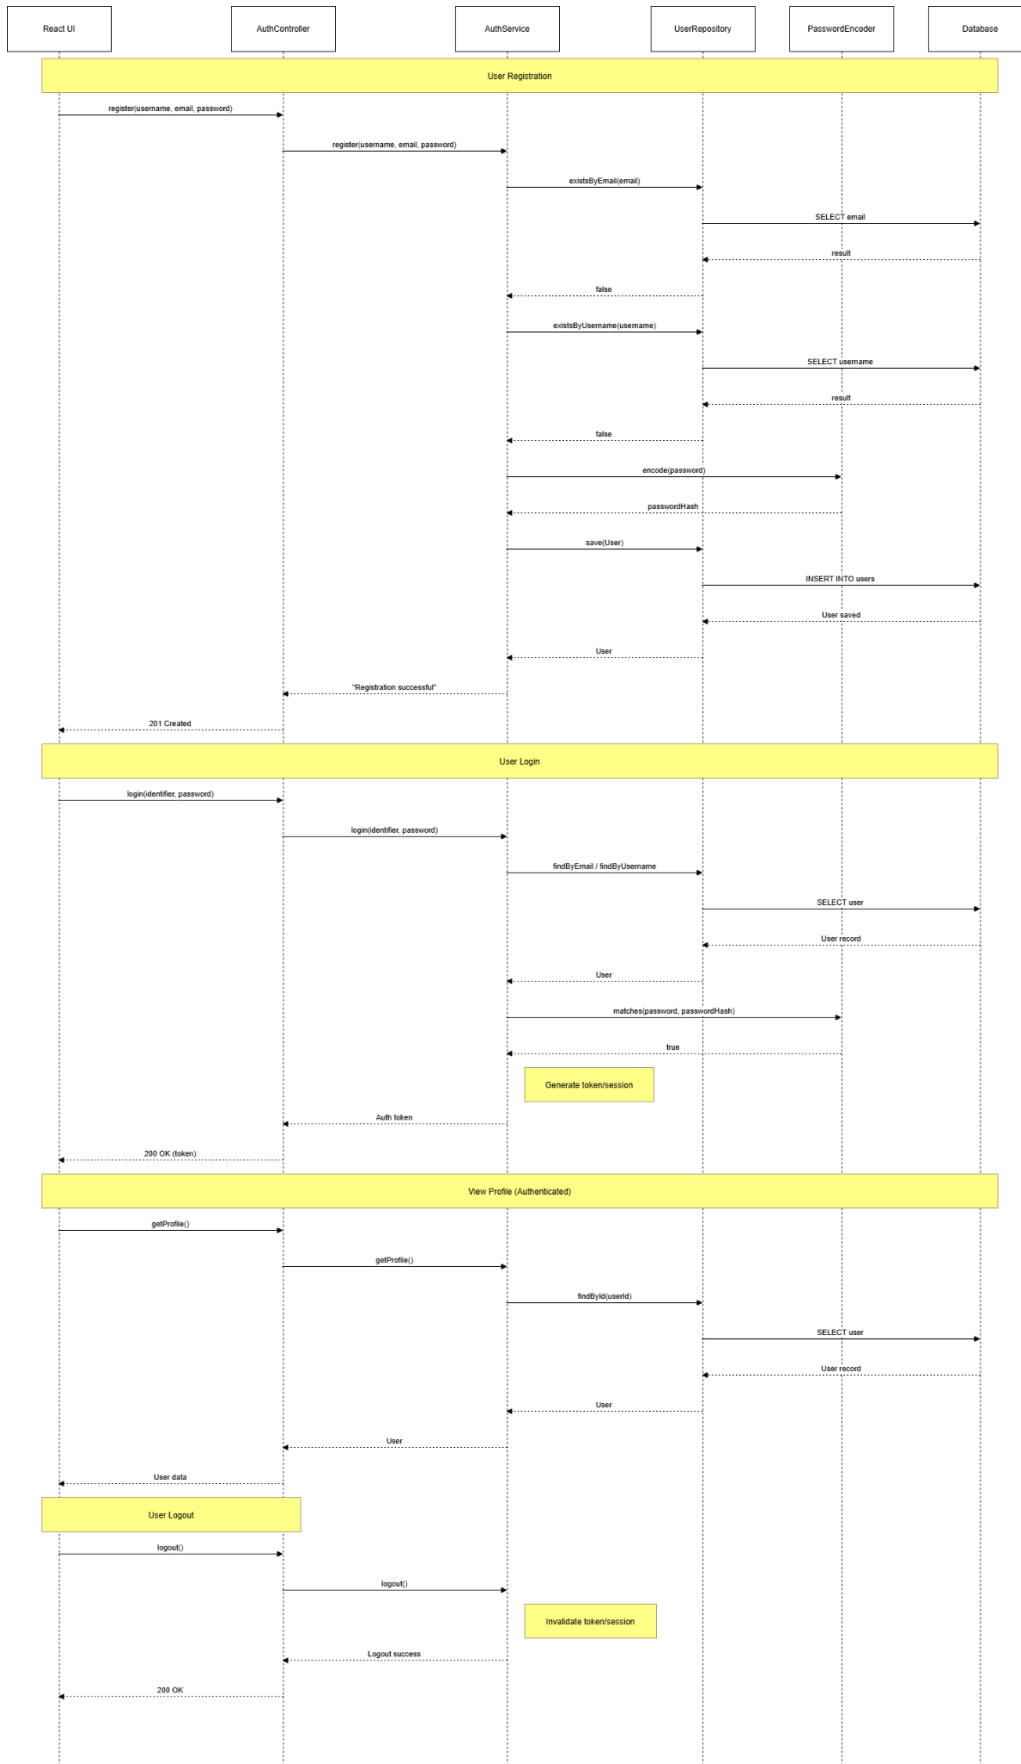 React UI
AuthController
AuthService
UserRepository
PasswordEncoder
Database
User Registration
register(username, email, password)
register(username, email, password)
existsByEmail(email)
SELECT email
result
false
existsByUsername(username)
SELECT username
result
false
encode(password)
passwordHash
save(User)
INSERT INTO users
User saved
User
"Registration successful"
201 Created
User Login
login(identifier, password)
login(identifier, password)
findByEmail / findByUsername
SELECT user
User record
User
matches(password, passwordHash)
true
Generate token/session
Auth token
200 OK (token)
View Profile (Authenticated)
getProfile()
getProfile()
findById(userId)
SELECT user
User record
User
User
User data
User Logout
logout()
logout()
Invalidate token/session
Logout success
200 OK